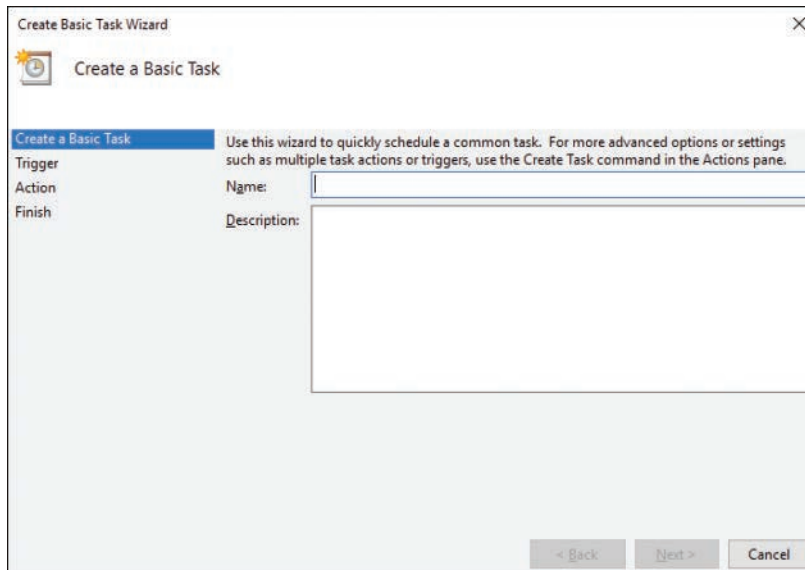 Create Basic Task Wizard
Create a Basic Task
Create a Basic Task
Trigger
Action
Finish
Use this wizard to quickly schedule a common task. For more advanced options or settings
such as multiple task actions or triggers, use the Create Task command in the Actions pane.
Name:
Description:
< Back Next > Cancel